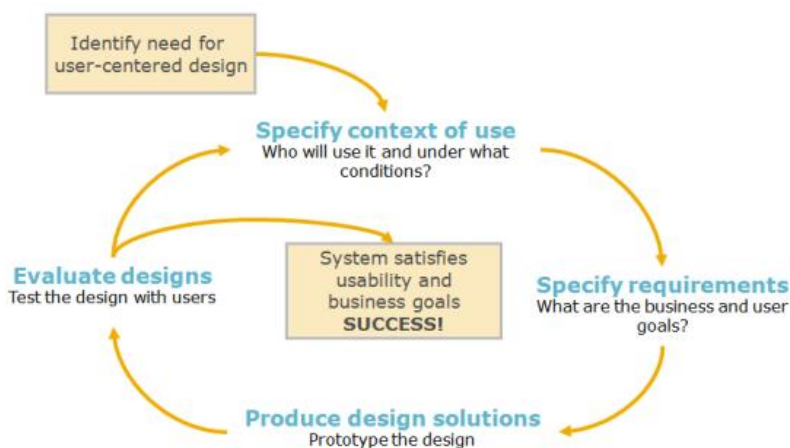 Identify need for
user-centered design
Specify context of use
Who will use it and under what
conditions?
Evaluate designs
Test the design with users
System satisfies
usability and
business goals
SUCCESS!
Specify requirements
What are the business and user
goals?
Produce design solutions
Prototype the design